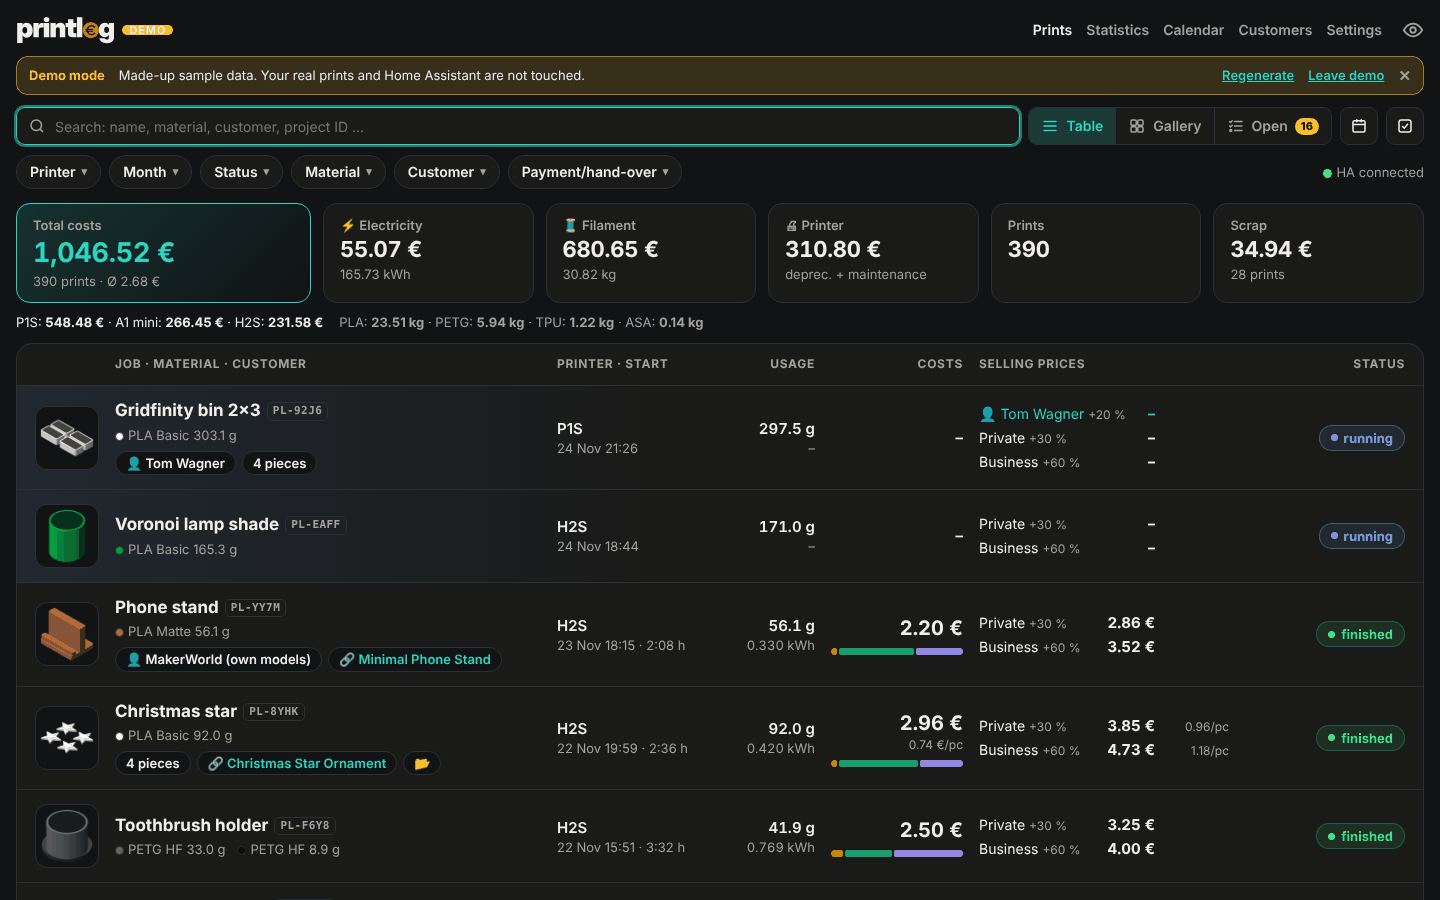 printlog DEMO
Prints Statistics Calendar Customers Settings
Demo mode Made-up sample data. Your real prints and Home Assistant are not touched. Regenerate Leave demo ✕
Search: name, material, customer, project ID ...
Table Gallery Open 16
Printer ▾ Month ▾ Status ▾ Material ▾ Customer ▾ Payment/hand-over ▾ HA connected
Total costs
1,046.52 €
390 prints · Ø 2.68 €
⚡ Electricity
55.07 €
165.73 kWh
🧵 Filament
680.65 €
30.82 kg
🖨 Printer
310.80 €
deprec. + maintenance
Prints
390
Scrap
34.94 €
28 prints
P1S: 548.48 € · A1 mini: 266.45 € · H2S: 231.58 € PLA: 23.51 kg · PETG: 5.94 kg · TPU: 1.22 kg · ASA: 0.14 kg
JOB · MATERIAL · CUSTOMER PRINTER · START USAGE COSTS SELLING PRICES STATUS
Gridfinity bin 2×3 PL-92J6
PLA Basic 303.1 g
👤 Tom Wagner 4 pieces
P1S
24 Nov 21:26
297.5 g
–
–
👤 Tom Wagner +20 % –
Private +30 % –
Business +60 % –
running
Voronoi lamp shade PL-EAFF
PLA Basic 165.3 g
H2S
24 Nov 18:44
171.0 g
–
–
Private +30 % –
Business +60 % –
running
Phone stand PL-YY7M
PLA Matte 56.1 g
👤 MakerWorld (own models) 🔗 Minimal Phone Stand
H2S
23 Nov 18:15 · 2:08 h
56.1 g
0.330 kWh
2.20 €
Private +30 % 2.86 €
Business +60 % 3.52 €
finished
Christmas star PL-8YHK
PLA Basic 92.0 g
4 pieces 🔗 Christmas Star Ornament 📂
H2S
22 Nov 19:59 · 2:36 h
92.0 g
0.420 kWh
2.96 €
0.74 €/pc
Private +30 % 3.85 € 0.96/pc
Business +60 % 4.73 € 1.18/pc
finished
Toothbrush holder PL-F6Y8
PETG HF 33.0 g PETG HF 8.9 g
H2S
22 Nov 15:51 · 3:32 h
41.9 g
0.769 kWh
2.50 €
Private +30 % 3.25 €
Business +60 % 4.00 €
finished